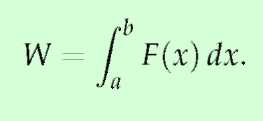 W = ∫_a^b F(x) dx.